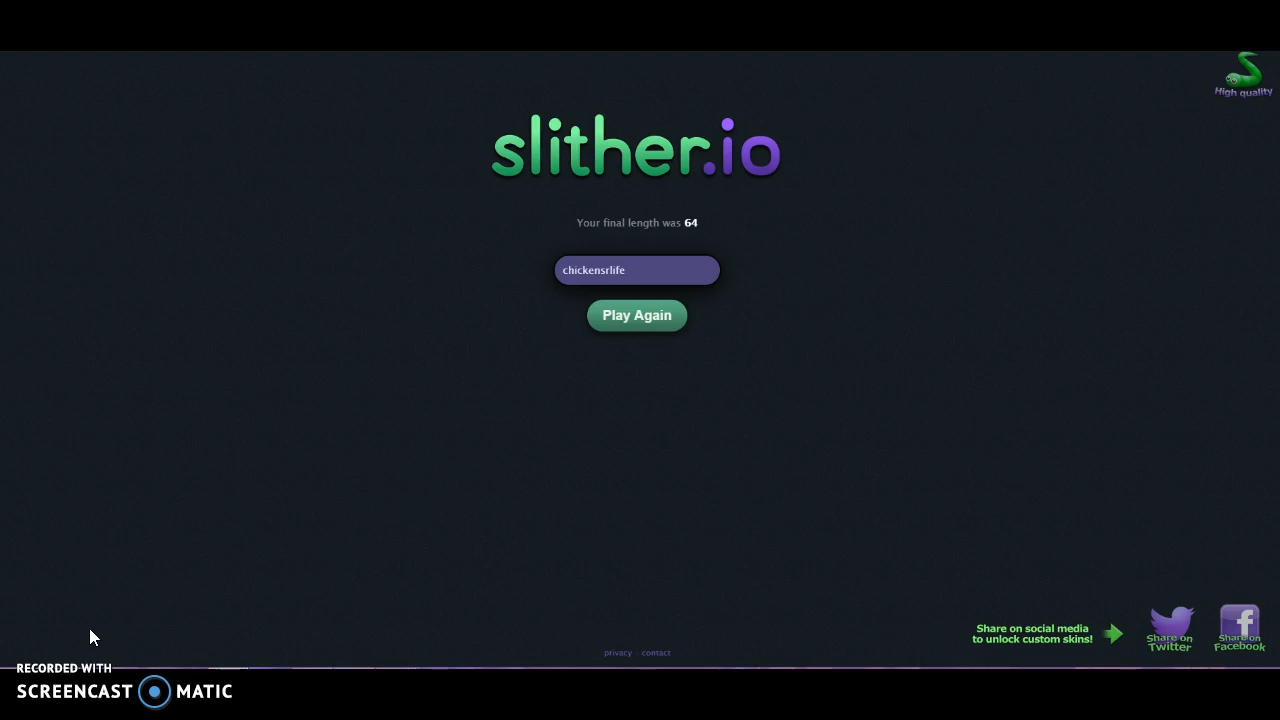 High quality
slither.io
Your final length was 64
chickensrlife
Play Again
Share on social media
to unlock custom skins!
Share on
Twitter
Share on
Facebook
privacy · contact
RECORDED WITH
SCREENCAST MATIC